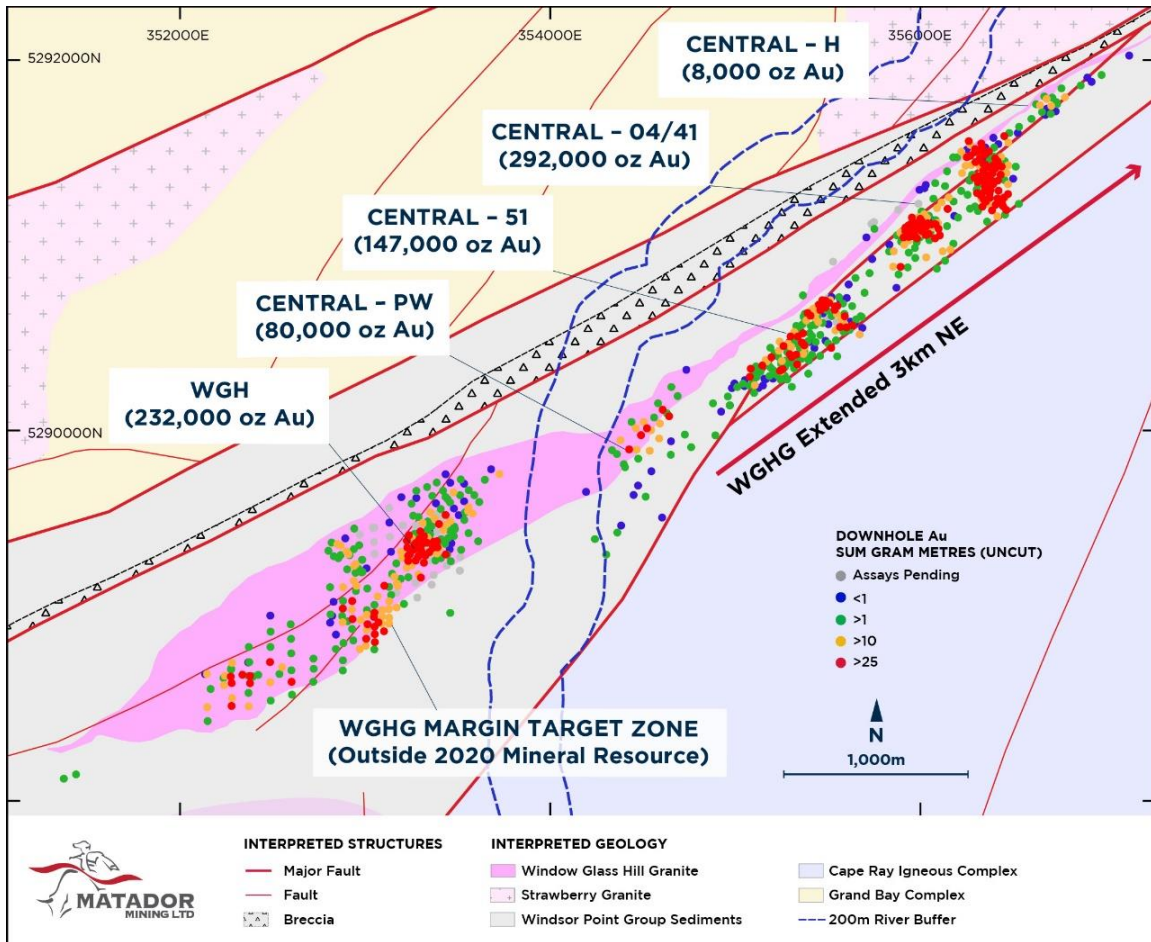 352000E
354000E
356000E
5292000N
5290000N
CENTRAL – H
(8,000 oz Au)
CENTRAL – 04/41
(292,000 oz Au)
CENTRAL – 51
(147,000 oz Au)
CENTRAL – PW
(80,000 oz Au)
WGH
(232,000 oz Au)
WGHG Extended 3km NE
WGHG MARGIN TARGET ZONE
(Outside 2020 Mineral Resource)
DOWNHOLE Au
SUM GRAM METRES (UNCUT)
Assays Pending
<1
>1
>10
>25
N
1,000m
MATADOR
MINING LTD
INTERPRETED STRUCTURES
Major Fault
Fault
Breccia
INTERPRETED GEOLOGY
Window Glass Hill Granite
Strawberry Granite
Windsor Point Group Sediments
Cape Ray Igneous Complex
Grand Bay Complex
200m River Buffer